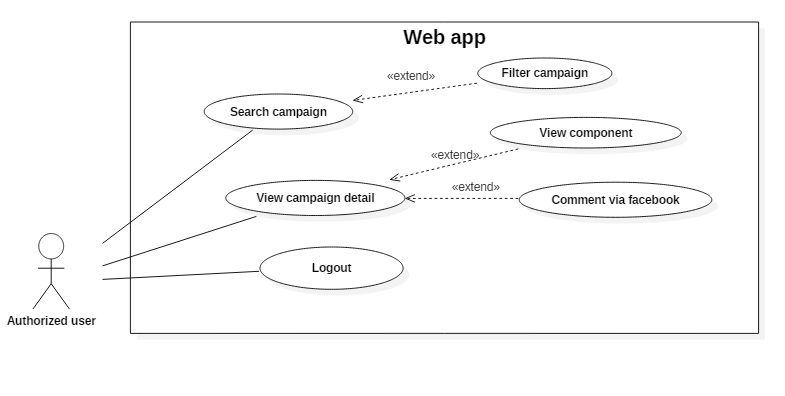 Web app
«extend»
Filter campaign
Search campaign
View component
«extend»
«extend»
View campaign detail
Comment via facebook
Logout
Authorized user